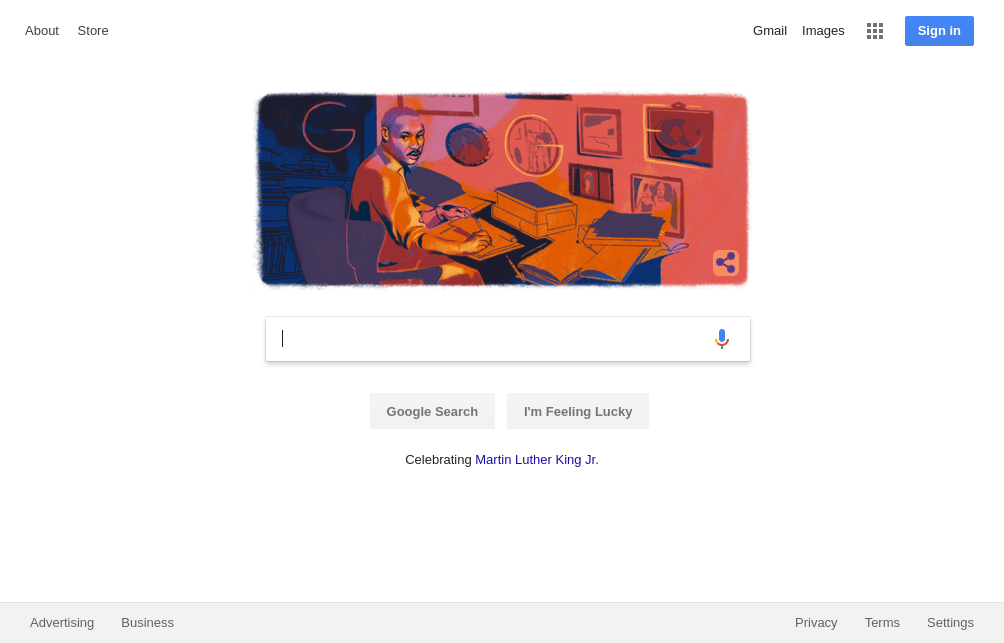 About Store Gmail Images Sign in
Google Search I'm Feeling Lucky
Celebrating Martin Luther King Jr.
Advertising Business Privacy Terms Settings